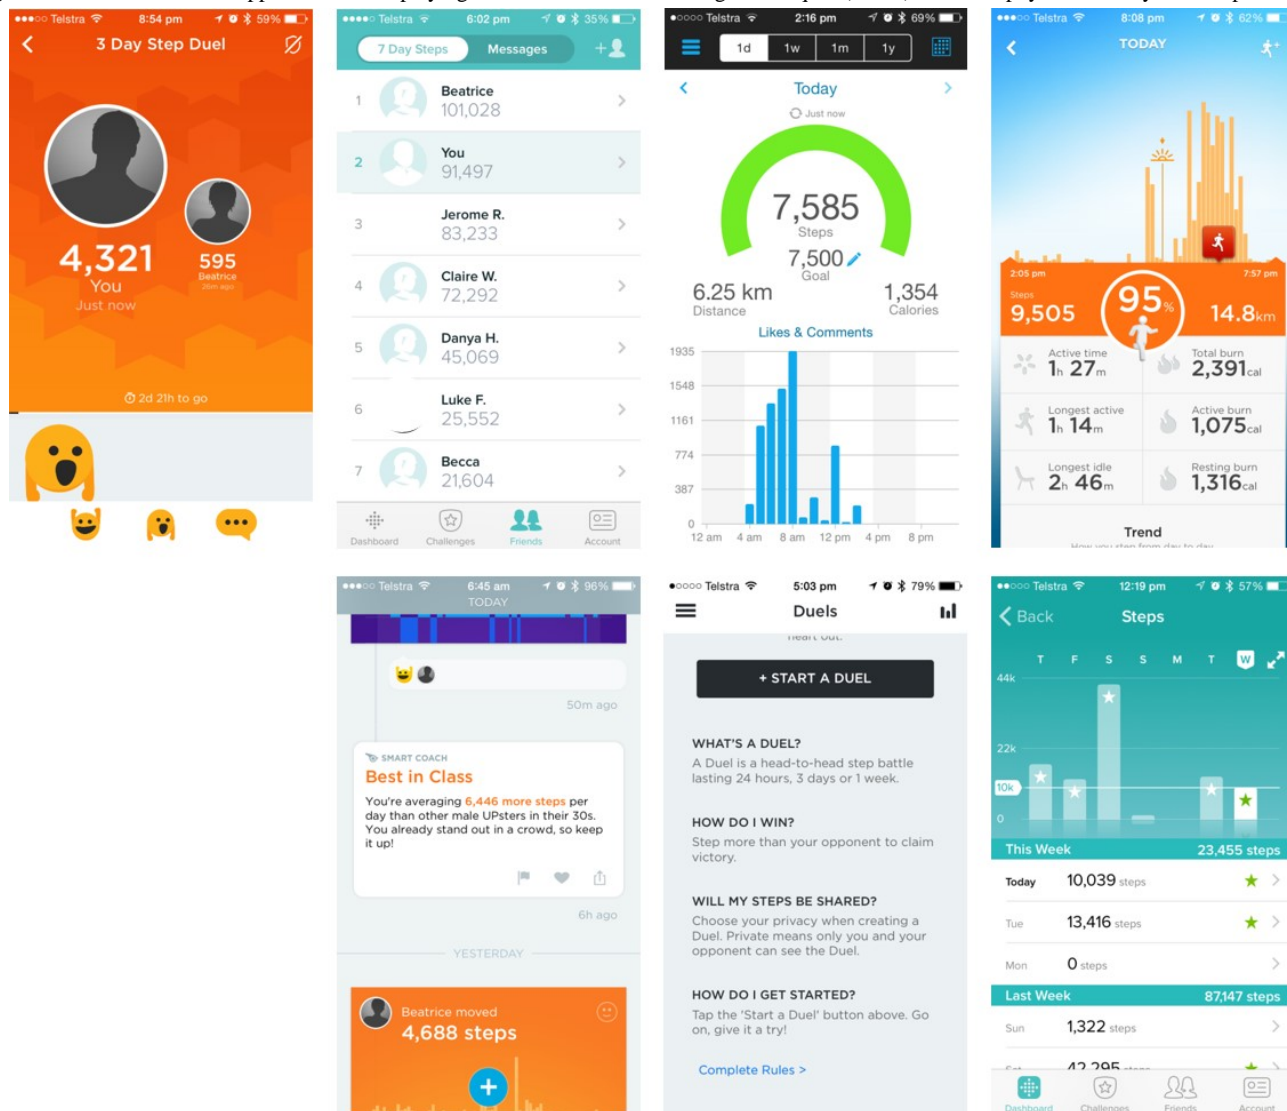 ●●●○○ Telstra 8:54 pm 59%
3 Day Step Duel
4,321
You
Just now
595
Beatrice
26m ago
2d 21h to go
●●●●○ Telstra 6:02 pm 35%
7 Day Steps Messages
1 Beatrice
101,028
2 You
91,497
3 Jerome R.
83,233
4 Claire W.
72,292
5 Danya H.
45,069
6 Luke F.
25,552
7 Becca
21,604
Dashboard Challenges Friends Account
●○○○○ Telstra 2:16 pm 69%
1d 1w 1m 1y
Today
Just now
7,585
Steps
7,500
Goal
6.25 km
Distance
1,354
Calories
Likes & Comments
1935
1548
1161
774
387
0
12 am 4 am 8 am 12 pm 4 pm 8 pm
●●○○○ Telstra 8:08 pm 62%
TODAY
2:05 pm 7:57 pm
Steps
9,505
95%
14.8km
Active time
1h 27m
Total burn
2,391cal
Longest active
1h 14m
Active burn
1,075cal
Longest idle
2h 46m
Resting burn
1,316cal
Trend
How you step from day to day
●●●○○ Telstra 6:45 am 96%
TODAY
50m ago
SMART COACH
Best in Class
You're averaging 6,446 more steps per
day than other male UPsters in their 30s.
You already stand out in a crowd, so keep
it up!
6h ago
YESTERDAY
Beatrice moved
4,688 steps
●○○○○ Telstra 5:03 pm 79%
Duels
heart out.
+ START A DUEL
WHAT'S A DUEL?
A Duel is a head-to-head step battle
lasting 24 hours, 3 days or 1 week.
HOW DO I WIN?
Step more than your opponent to claim
victory.
WILL MY STEPS BE SHARED?
Choose your privacy when creating a
Duel. Private means only you and your
opponent can see the Duel.
HOW DO I GET STARTED?
Tap the 'Start a Duel' button above. Go
on, give it a try!
Complete Rules >
●●○○○ Telstra 12:19 pm 57%
Back Steps
T F S S M T W
44k
22k
10k
0
This Week 23,455 steps
Today 10,039 steps
Tue 13,416 steps
Mon 0 steps
Last Week 87,147 steps
Sun 1,322 steps
Sat 42,295 steps
Dashboard Challenges Friends Account